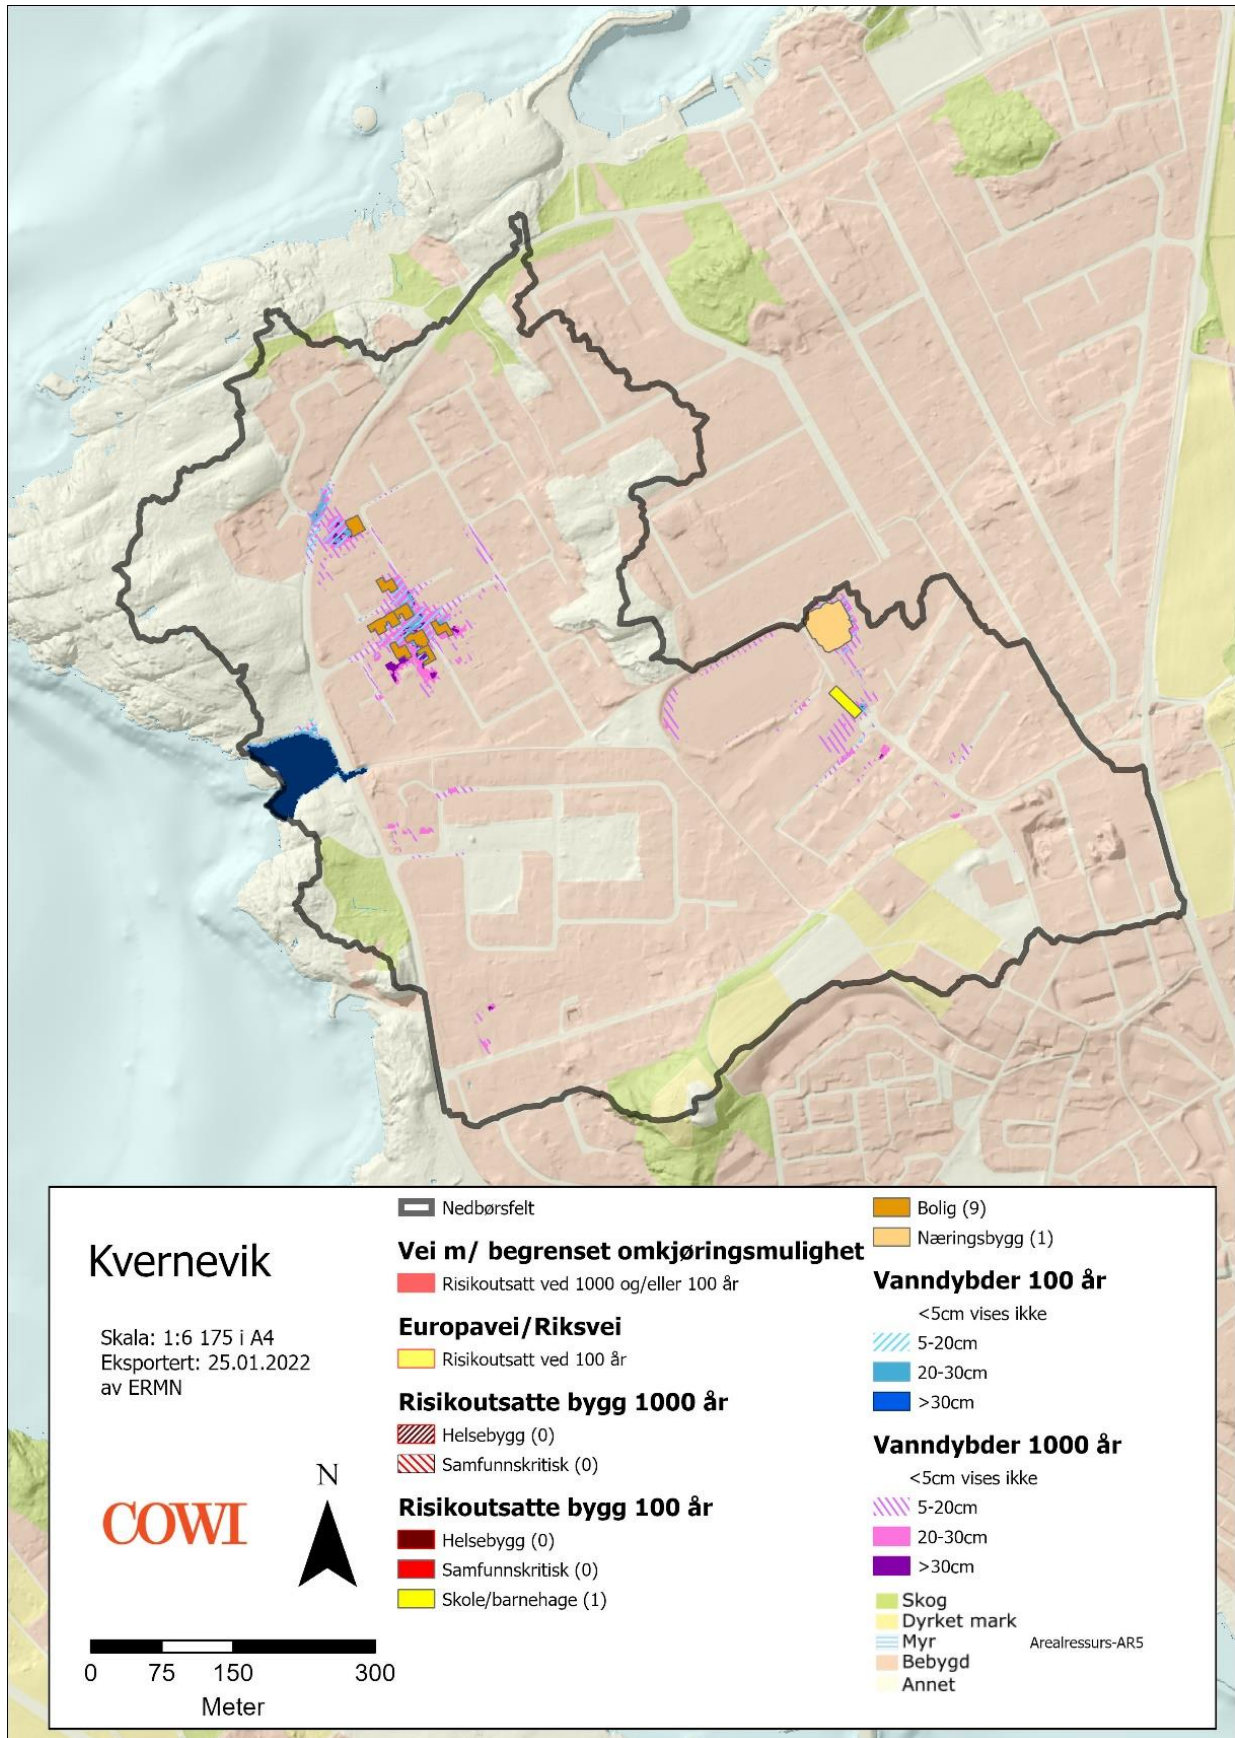 Kvernevik
Skala: 1:6 175 i A4
Eksportert: 25.01.2022
av ERMN
COWI
N
0 75 150 300
Meter
Nedbørsfelt
Vei m/ begrenset omkjøringsmulighet
Risikoutsatt ved 1000 og/eller 100 år
Europavei/Riksvei
Risikoutsatt ved 100 år
Risikoutsatte bygg 1000 år
Helsebygg (0)
Samfunnskritisk (0)
Risikoutsatte bygg 100 år
Helsebygg (0)
Samfunnskritisk (0)
Skole/barnehage (1)
Bolig (9)
Næringsbygg (1)
Vanndybder 100 år
<5cm vises ikke
5-20cm
20-30cm
>30cm
Vanndybder 1000 år
<5cm vises ikke
5-20cm
20-30cm
>30cm
Skog
Dyrket mark
Myr
Bebygd
Annet
Arealressurs-AR5